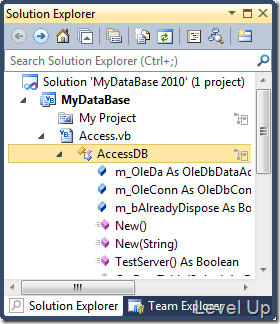 Solution Explorer
Search Solution Explorer (Ctrl+;)
Solution 'MyDataBase 2010' (1 project)
MyDataBase
My Project
Access.vb
AccessDB
m_OleDa As OleDbDataAc
m_OleConn As OleDbCon
m_bAlreadyDispose As Bo
New()
New(String)
TestServer() As Boolean
Solution Explorer
Team Explorer
Level Up